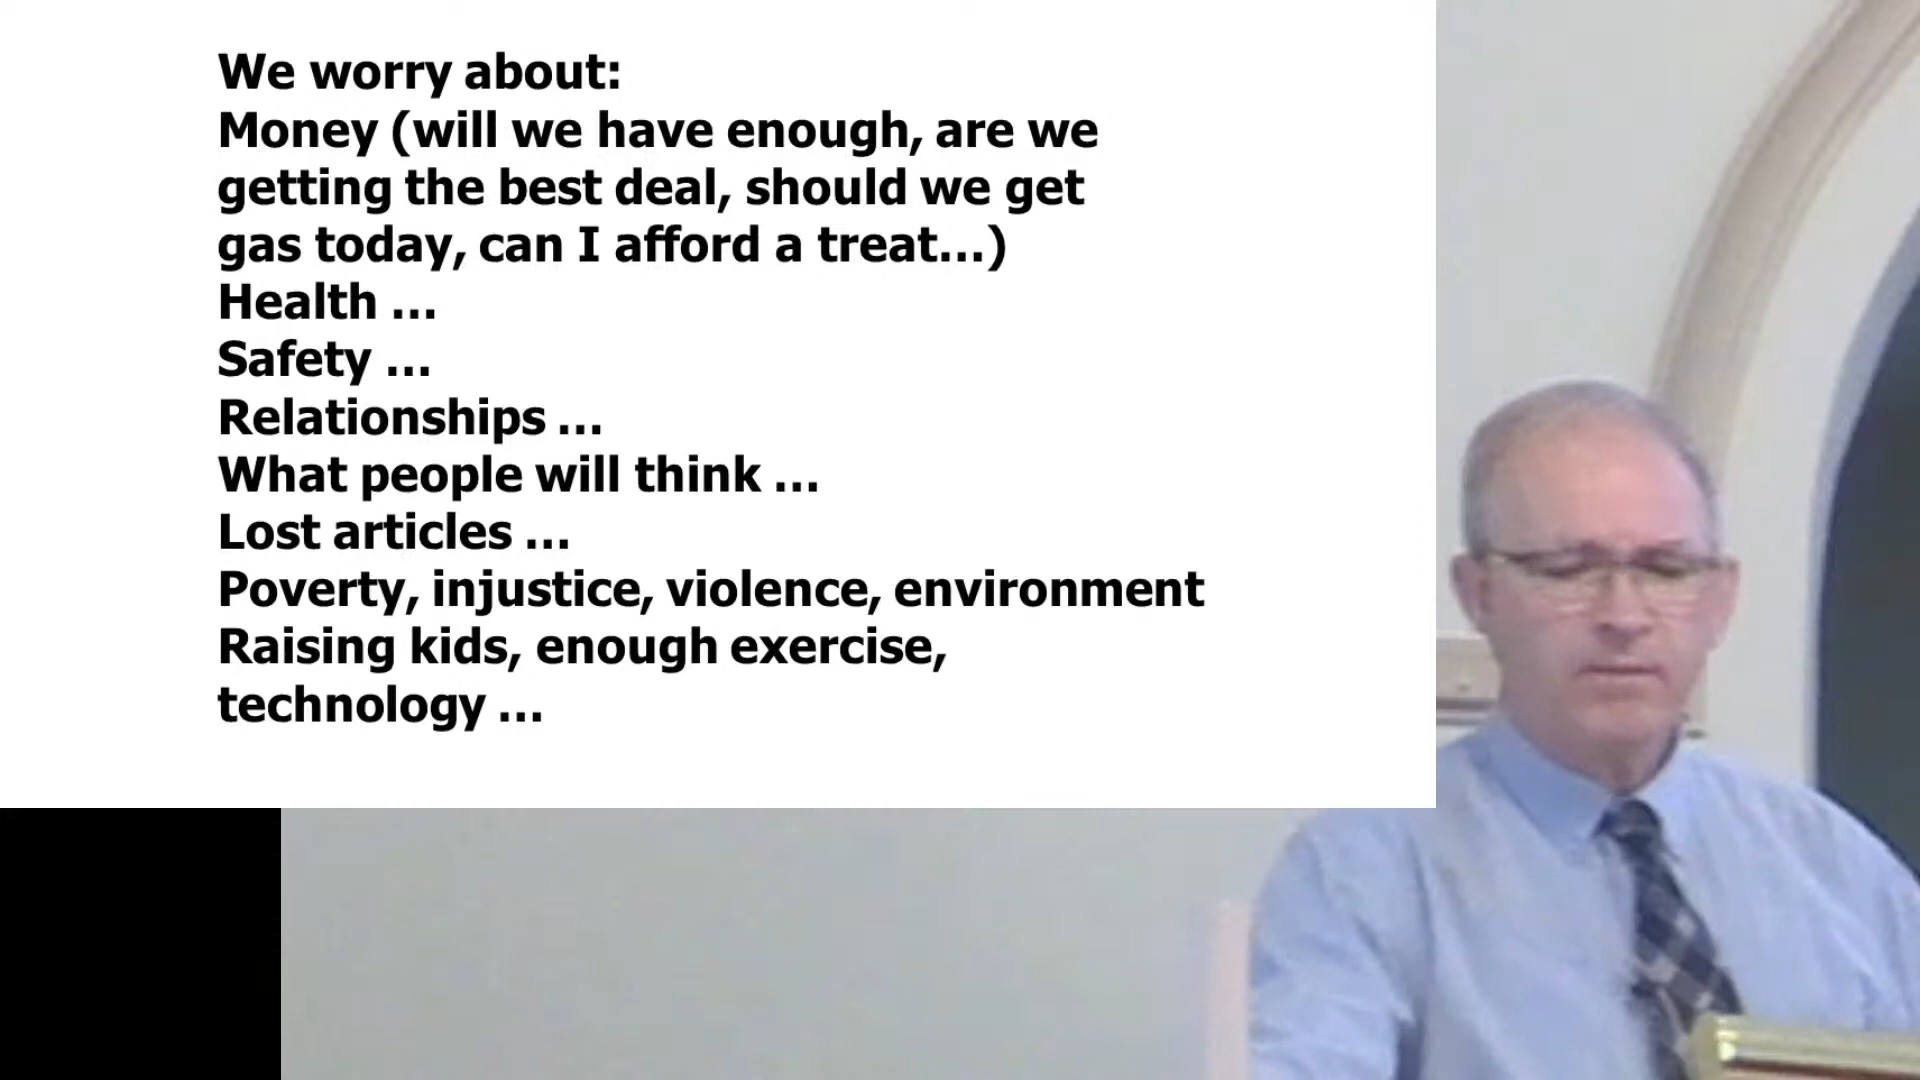 We worry about:
Money (will we have enough, are we
getting the best deal, should we get
gas today, can I afford a treat…)
Health …
Safety …
Relationships …
What people will think …
Lost articles …
Poverty, injustice, violence, environment
Raising kids, enough exercise,
technology …